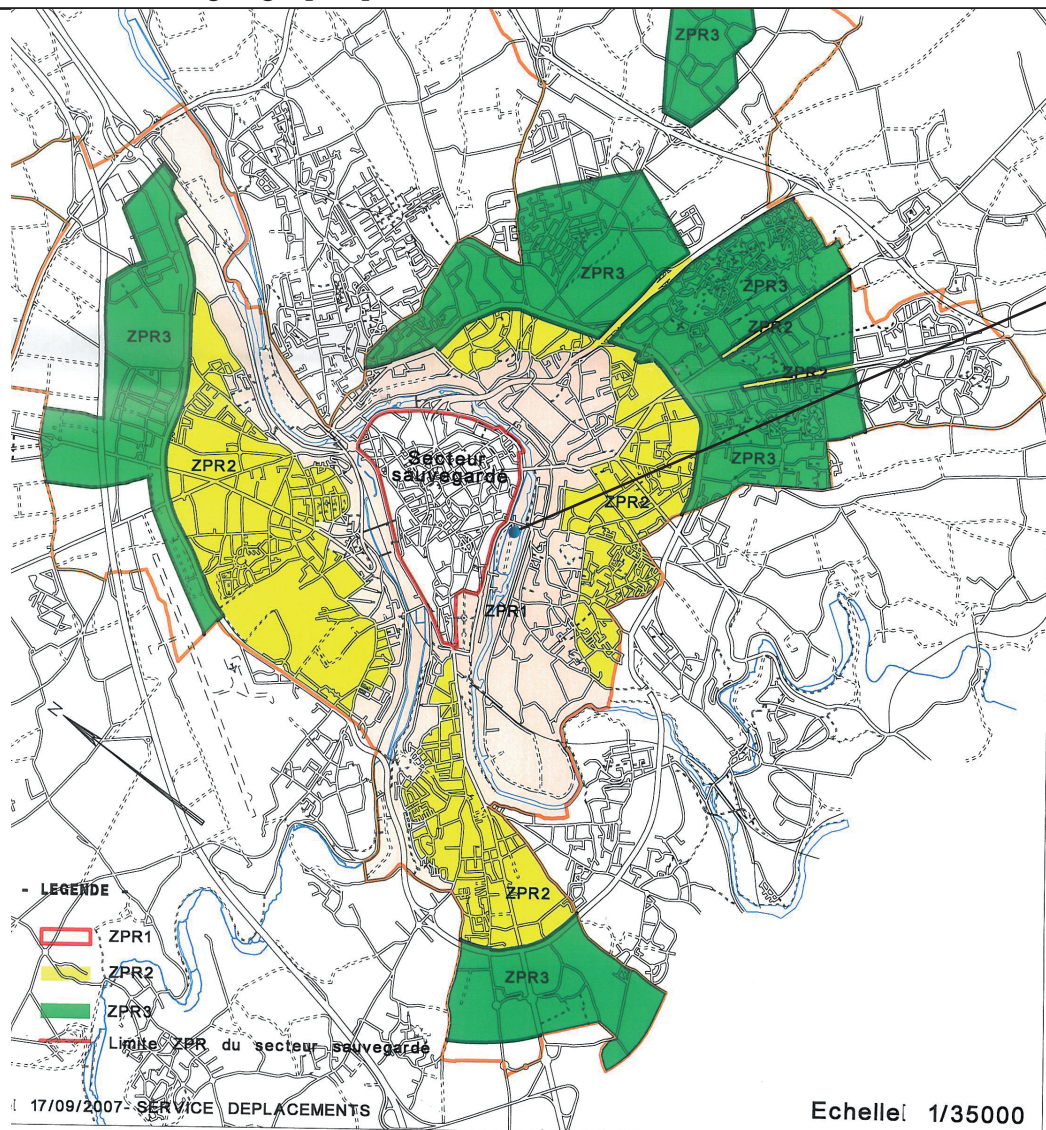 ZPR3
ZPR3
ZPR3
ZPR3
ZPR2
ZPR2
ZPR3
Secteur
sauvegardé
ZPR2
ZPR3
ZPR2
ZPR1
N
ZPR2
ZPR3
- LEGENDE -
ZPR1
ZPR2
ZPR3
Limite ZPR du secteur sauvegardé
17/09/2007- SERVICE DEPLACEMENTS
Echelle[ 1/35000